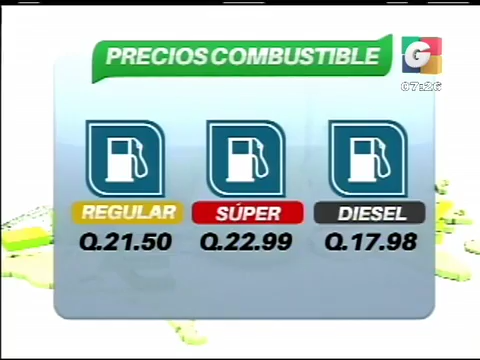 PRECIOS COMBUSTIBLE
G
07:26
REGULAR
SÚPER
DIESEL
Q.21.50
Q.22.99
Q.17.98